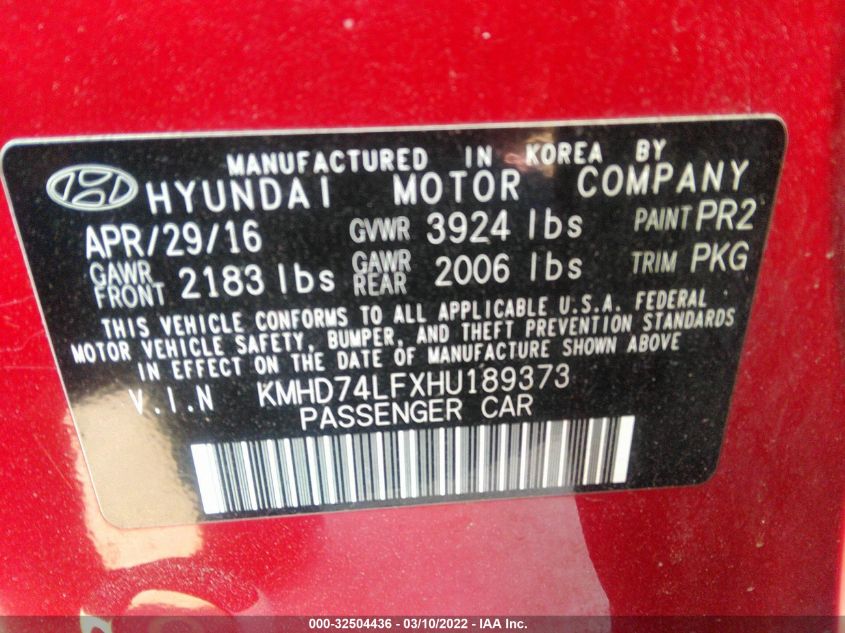 MANUFACTURED IN KOREA BY
HYUNDAI MOTOR COMPANY
APR/29/16 GVWR 3924 lbs PAINT PR2
GAWR FRONT 2183 lbs GAWR REAR 2006 lbs TRIM PKG
THIS VEHICLE CONFORMS TO ALL APPLICABLE U.S.A. FEDERAL
MOTOR VEHICLE SAFETY, BUMPER, AND THEFT PREVENTION STANDARDS
IN EFFECT ON THE DATE OF MANUFACTURE SHOWN ABOVE
V.I.N KMHD74LFXHU189373
PASSENGER CAR
000-32504436 - 03/10/2022 - IAA Inc.